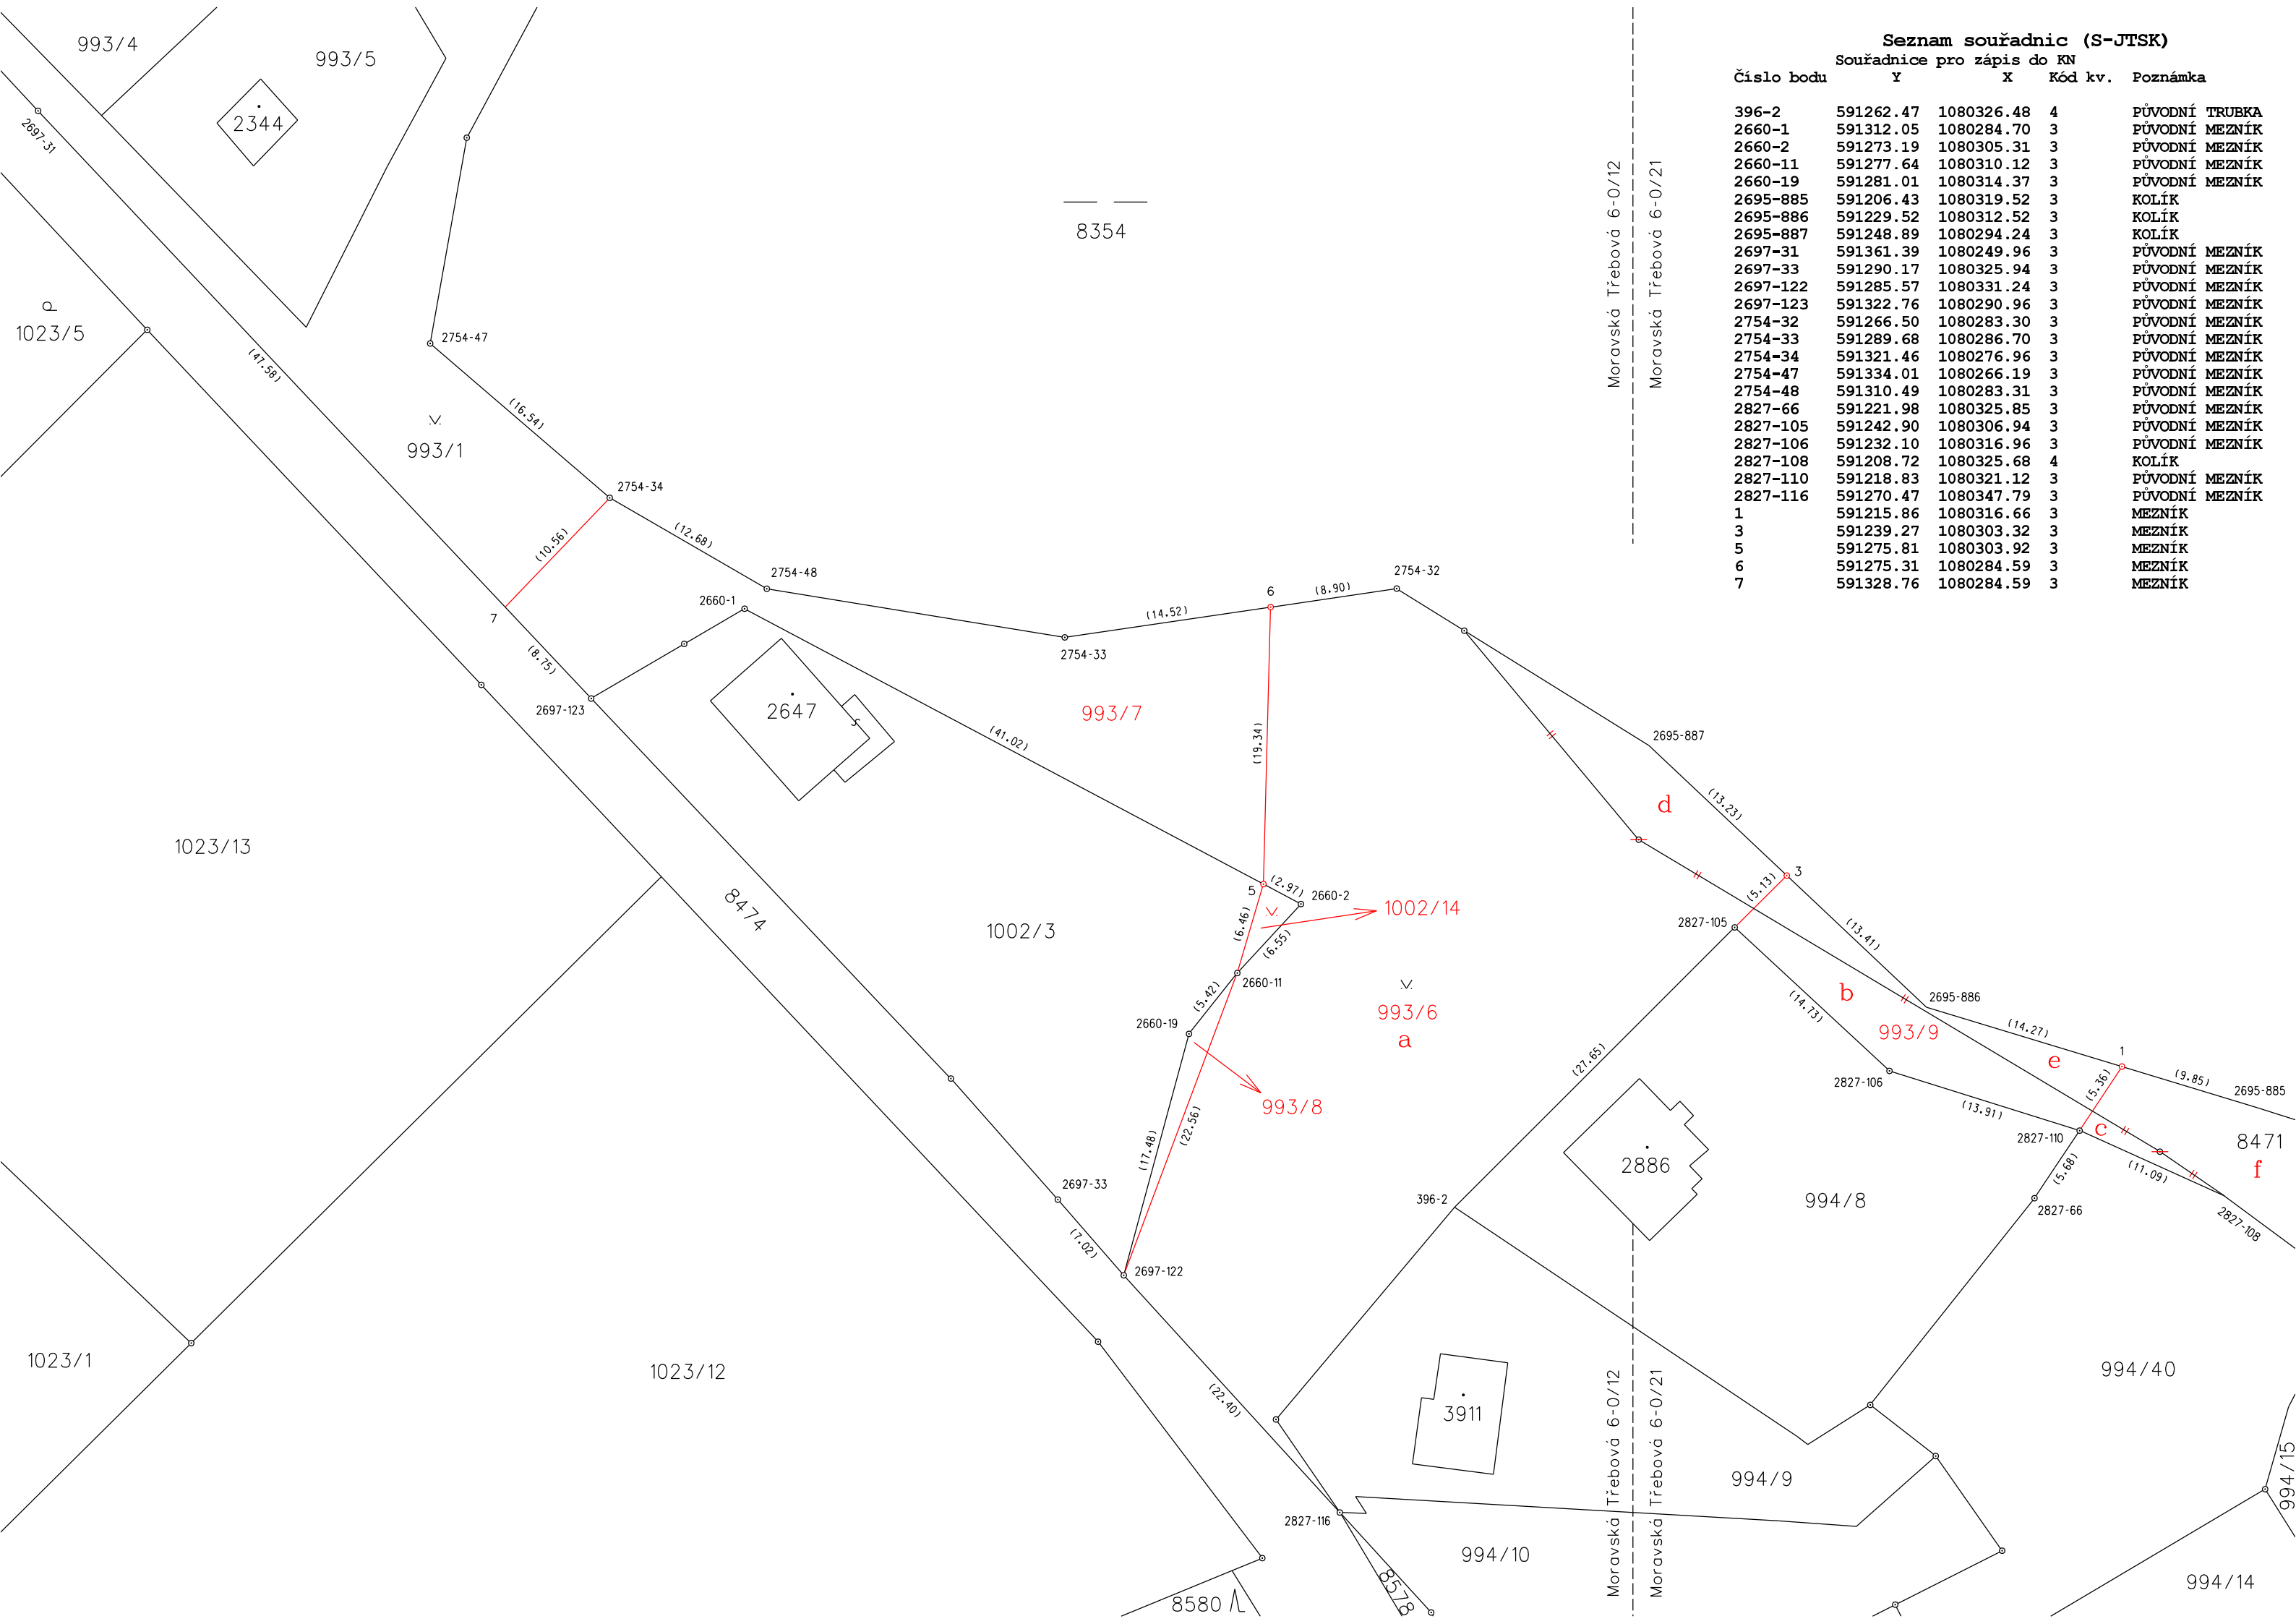 Seznam souřadnic (S-JTSK)
Souřadnice pro zápis do KN
Číslo bodu Y X Kód kv. Poznámka
396-2 591262.47 1080326.48 4 PŮVODNÍ TRUBKA
2660-1 591312.05 1080284.70 3 PŮVODNÍ MEZNÍK
2660-2 591273.19 1080305.31 3 PŮVODNÍ MEZNÍK
2660-11 591277.64 1080310.12 3 PŮVODNÍ MEZNÍK
2660-19 591281.01 1080314.37 3 PŮVODNÍ MEZNÍK
2695-885 591206.43 1080319.52 3 KOLÍK
2695-886 591229.52 1080312.52 3 KOLÍK
2695-887 591248.89 1080294.24 3 KOLÍK
2697-31 591361.39 1080249.96 3 PŮVODNÍ MEZNÍK
2697-33 591290.17 1080325.94 3 PŮVODNÍ MEZNÍK
2697-122 591285.57 1080331.24 3 PŮVODNÍ MEZNÍK
2697-123 591322.76 1080290.96 3 PŮVODNÍ MEZNÍK
2754-32 591266.50 1080283.30 3 PŮVODNÍ MEZNÍK
2754-33 591289.68 1080286.70 3 PŮVODNÍ MEZNÍK
2754-34 591321.46 1080276.96 3 PŮVODNÍ MEZNÍK
2754-47 591334.01 1080266.19 3 PŮVODNÍ MEZNÍK
2754-48 591310.49 1080283.31 3 PŮVODNÍ MEZNÍK
2827-66 591221.98 1080325.85 3 PŮVODNÍ MEZNÍK
2827-105 591242.90 1080306.94 3 PŮVODNÍ MEZNÍK
2827-106 591232.10 1080316.96 3 PŮVODNÍ MEZNÍK
2827-108 591208.72 1080325.68 4 KOLÍK
2827-110 591218.83 1080321.12 3 PŮVODNÍ MEZNÍK
2827-116 591270.47 1080347.79 3 PŮVODNÍ MEZNÍK
1 591215.86 1080316.66 3 MEZNÍK
3 591239.27 1080303.32 3 MEZNÍK
5 591275.81 1080303.92 3 MEZNÍK
6 591275.31 1080284.59 3 MEZNÍK
7 591328.76 1080284.59 3 MEZNÍK
993/4
993/5
2344
2697-31
8354
Moravská Třebová 6-0/12
Moravská Třebová 6-0/21
1023/5
2754-47
(47.58)
(16.54)
993/1
2754-34
(10.56)
(12.68)
2754-48
2660-1
7
(8.75)
2697-123
2754-33
(14.52)
6
(8.90)
2754-32
2647
993/7
(41.02)
(19.34)
2695-887
d
(13.23)
1023/13
8474
1002/3
5
(2.97)
2660-2
1002/14
(6.46)
(6.55)
2660-11
(5.42)
2660-19
993/6
a
993/8
(5.13)
3
2827-105
(13.41)
b
2695-886
(14.73)
993/9
(14.27)
e
1
(9.85)
2695-885
(5.36)
2827-106
(13.91)
2827-110
c
8471
f
(11.09)
(5.68)
2827-66
2827-108
(27.65)
2886
994/8
396-2
(17.48)
(22.56)
2697-33
(7.02)
2697-122
1023/1
1023/12
(22.40)
3911
Moravská Třebová 6-0/12
Moravská Třebová 6-0/21
994/40
994/9
994/15
2827-116
994/10
994/14
8580
8578